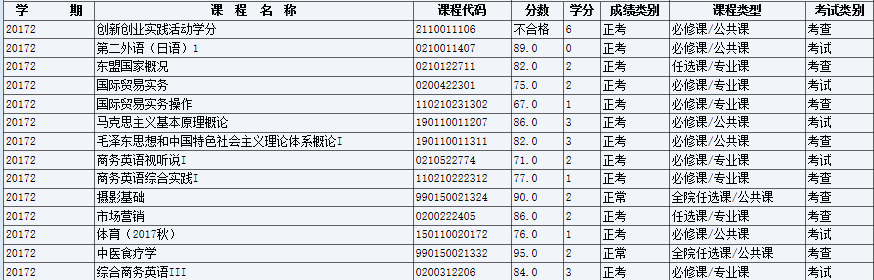 学 期 课 程 名 称 课程代码 分数 学分 成绩类别 课程类型 考试类别
20172 创新创业实践活动学分 2110011106 不合格 6 正考 必修课/公共课 考查
20172 第二外语（日语）1 0210011407 89.0 0 正考 必修课/公共课 考试
20172 东盟国家概况 0210122711 82.0 2 正考 任选课/专业课 考查
20172 国际贸易实务 0200422301 75.0 2 正考 必修课/专业课 考试
20172 国际贸易实务操作 110210231302 67.0 1 正考 必修课/专业课 考查
20172 马克思主义基本原理概论 190110011207 86.0 3 正考 必修课/公共课 考试
20172 毛泽东思想和中国特色社会主义理论体系概论I 190110011311 82.0 3 正考 必修课/公共课 考试
20172 商务英语视听说I 0210522774 71.0 2 正考 必修课/专业课 考试
20172 商务英语综合实践I 110210222312 77.0 1 正考 必修课/专业课 考查
20172 摄影基础 990150021324 90.0 2 正常 全院任选课/公共课 考查
20172 市场营销 0200222405 86.0 2 正考 任选课/专业课 考查
20172 体育（2017秋） 150110020172 76.0 1 正考 必修课/公共课 考试
20172 中医食疗学 990150021332 95.0 2 正常 全院任选课/公共课 考查
20172 综合商务英语III 0200312206 84.0 3 正考 必修课/专业课 考试